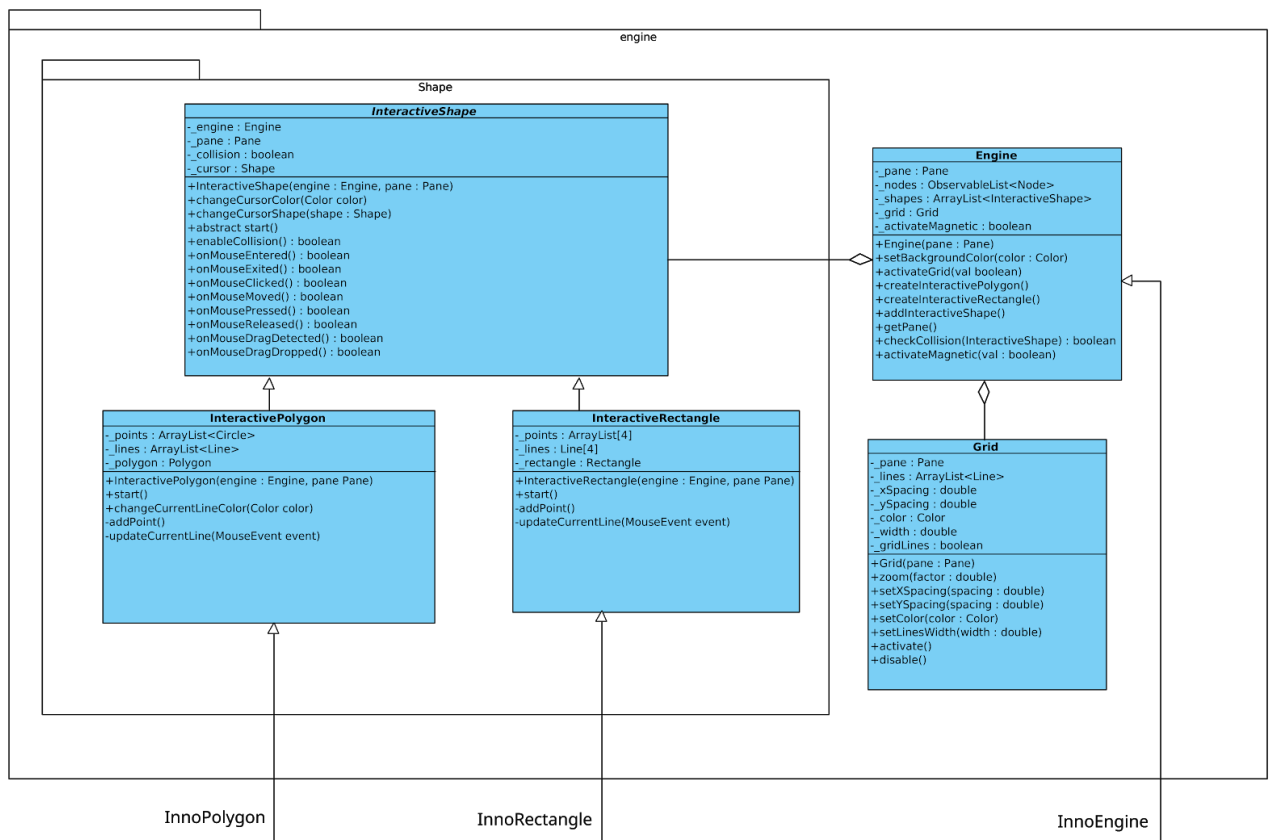 engine
Shape
InteractiveShape
-_engine : Engine
-_pane : Pane
-_collision : boolean
-_cursor : Shape
+InteractiveShape(engine : Engine, pane : Pane)
+changeCursorColor(Color color)
+changeCursorShape(shape : Shape)
+abstract start()
+enableCollision() : boolean
+onMouseEntered() : boolean
+onMouseExited() : boolean
+onMouseClicked() : boolean
+onMouseMoved() : boolean
+onMousePressed() : boolean
+onMouseReleased() : boolean
+onMouseDragDetected() : boolean
+onMouseDragDropped() : boolean
Engine
-_pane : Pane
-_nodes : ObservableList<Node>
-_shapes : ArrayList<InteractiveShape>
-_grid : Grid
-_activateMagnetic : boolean
+Engine(pane : Pane)
+setBackgroundColor(color : Color)
+activateGrid(val boolean)
+createInteractivePolygon()
+createInteractiveRectangle()
+addInteractiveShape()
+getPane()
+checkCollision(InteractiveShape) : boolean
+activateMagnetic(val : boolean)
InteractivePolygon
-_points : ArrayList<Circle>
-_lines : ArrayList<Line>
-_polygon : Polygon
+InteractivePolygon(engine : Engine, pane Pane)
+start()
+changeCurrentLineColor(Color color)
-addPoint()
-updateCurrentLine(MouseEvent event)
InteractiveRectangle
-_points : ArrayList[4]
-_lines : Line[4]
-_rectangle : Rectangle
+InteractiveRectangle(engine : Engine, pane Pane)
+start()
-addPoint()
-updateCurrentLine(MouseEvent event)
Grid
-_pane : Pane
-_lines : ArrayList<Line>
-_xSpacing : double
-_ySpacing : double
-_color : Color
-_width : double
-_gridLines : boolean
+Grid(pane : Pane)
+zoom(factor : double)
+setXSpacing(spacing : double)
+setYSpacing(spacing : double)
+setColor(color : Color)
+setLinesWidth(width : double)
+activate()
+disable()
InnoPolygon
InnoRectangle
InnoEngine